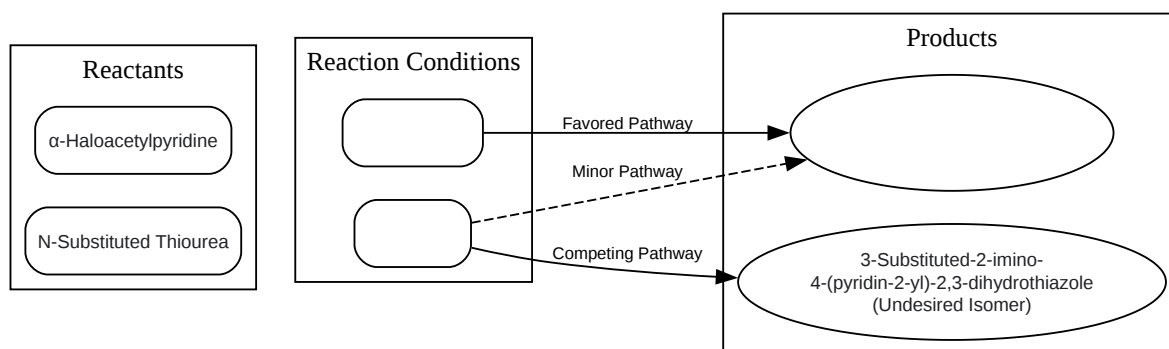 Reactants
α-Haloacetylpyridine
N-Substituted Thiourea
Reaction Conditions
Favored Pathway
Minor Pathway
Competing Pathway
Products
3-Substituted-2-imino-
4-(pyridin-2-yl)-2,3-dihydrothiazole
(Undesired Isomer)